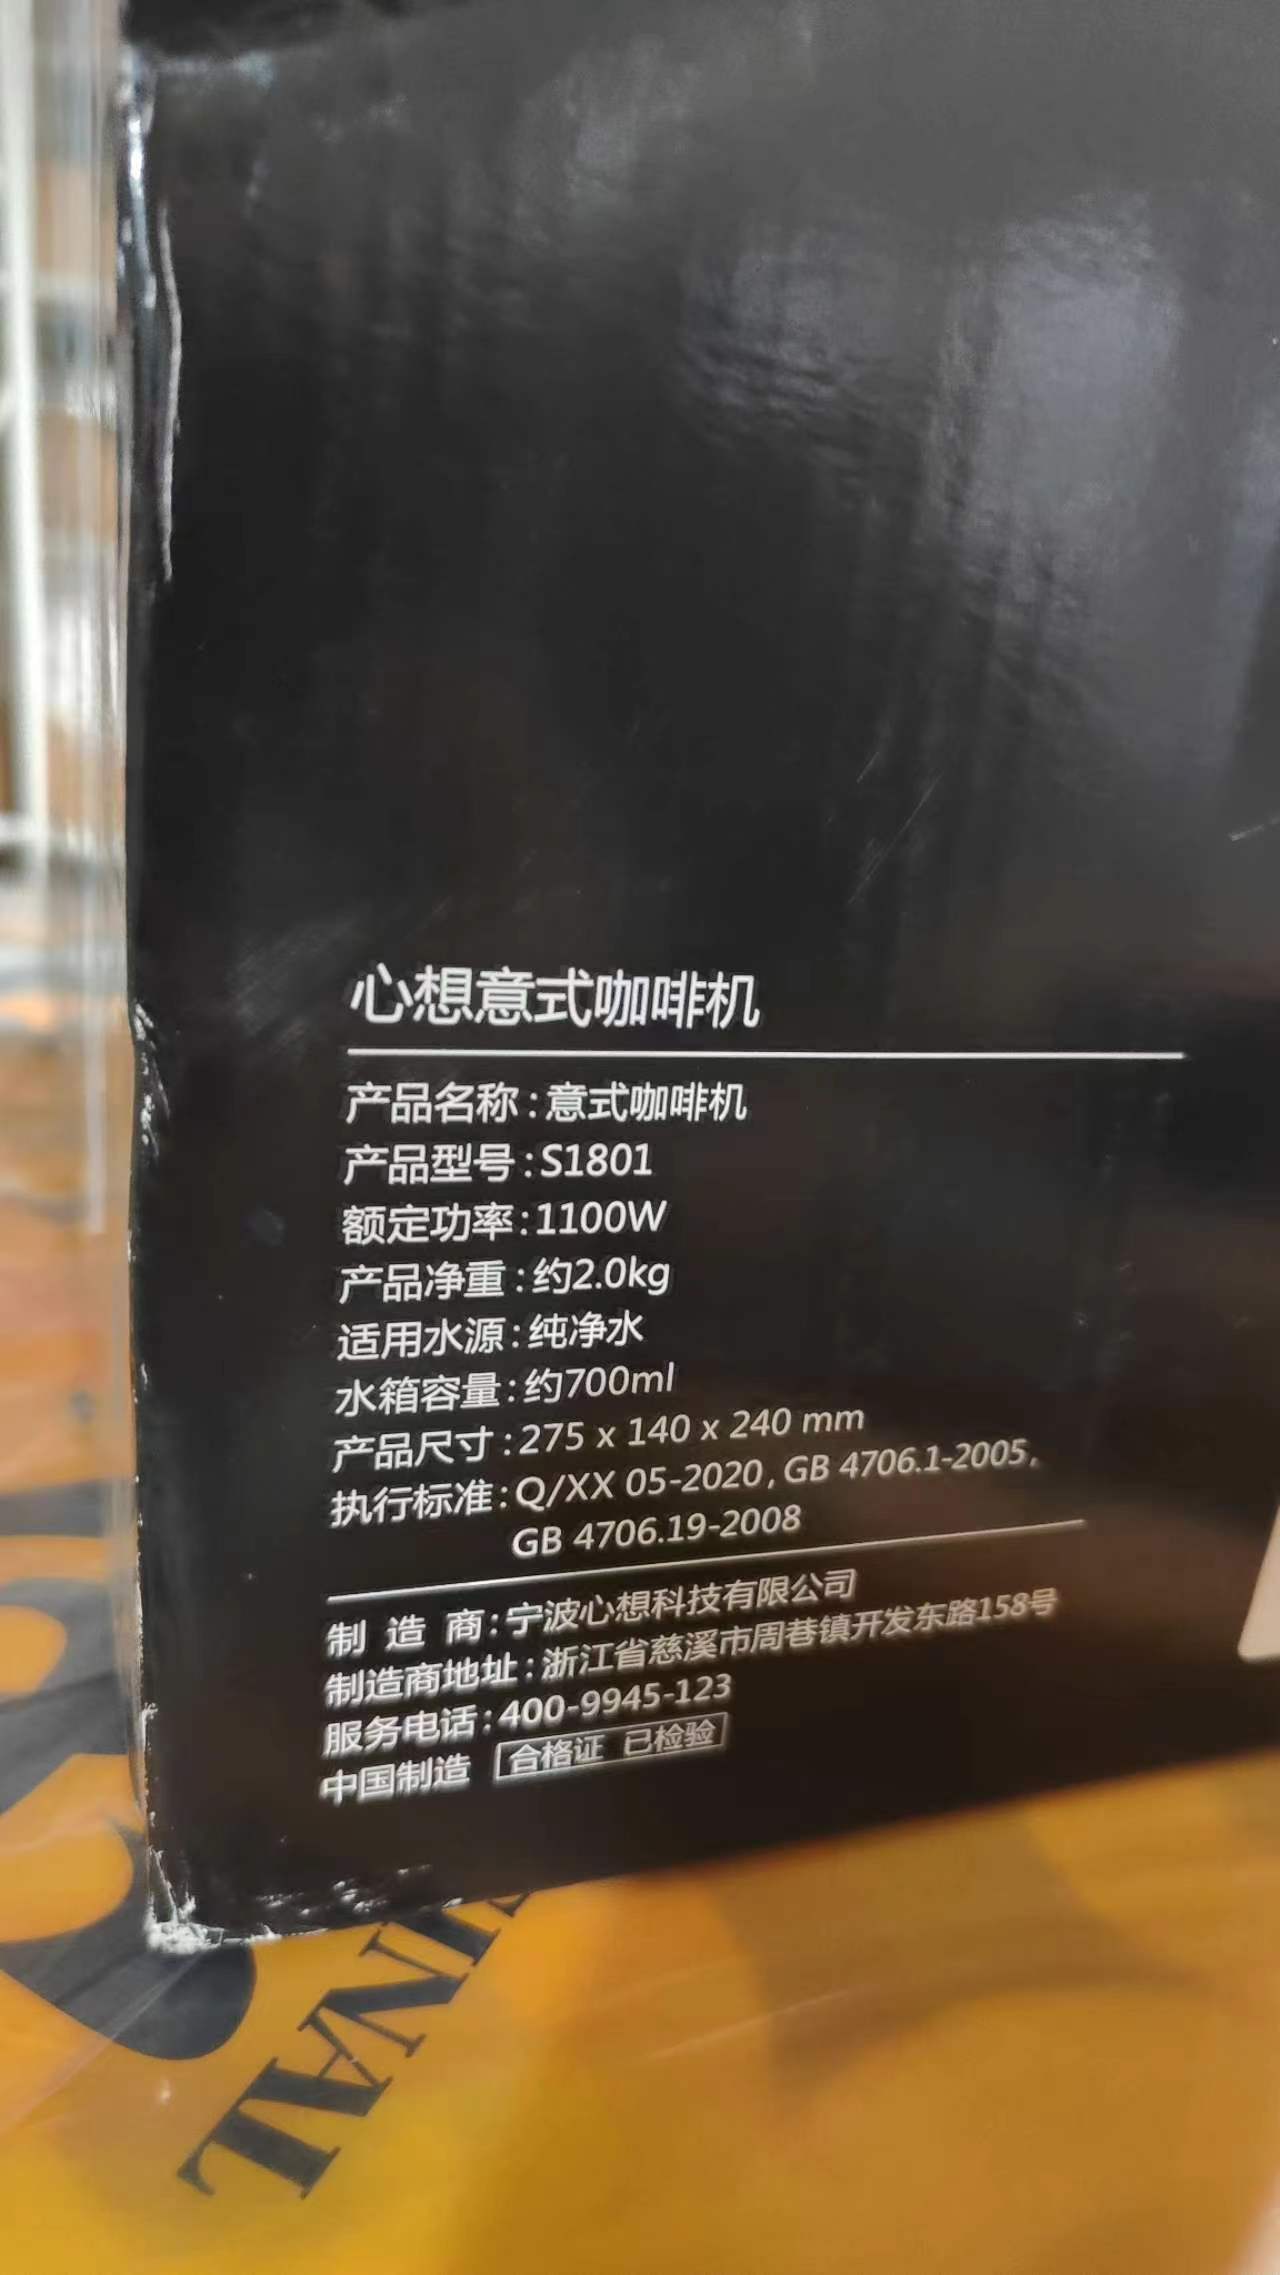 心想意式咖啡机
产品名称:意式咖啡机
产品型号:S1801
额定功率:1100W
产品净重:约2.0kg
适用水源:纯净水
水箱容量:约700ml
产品尺寸:275 x 140 x 240 mm
执行标准:Q/XX 05-2020, GB 4706.1-2005,
GB 4706.19-2008
制 造 商:宁波心想科技有限公司
制造商地址:浙江省慈溪市周巷镇开发东路158号
服务电话:400-9945-123
中国制造 合格证 已检验